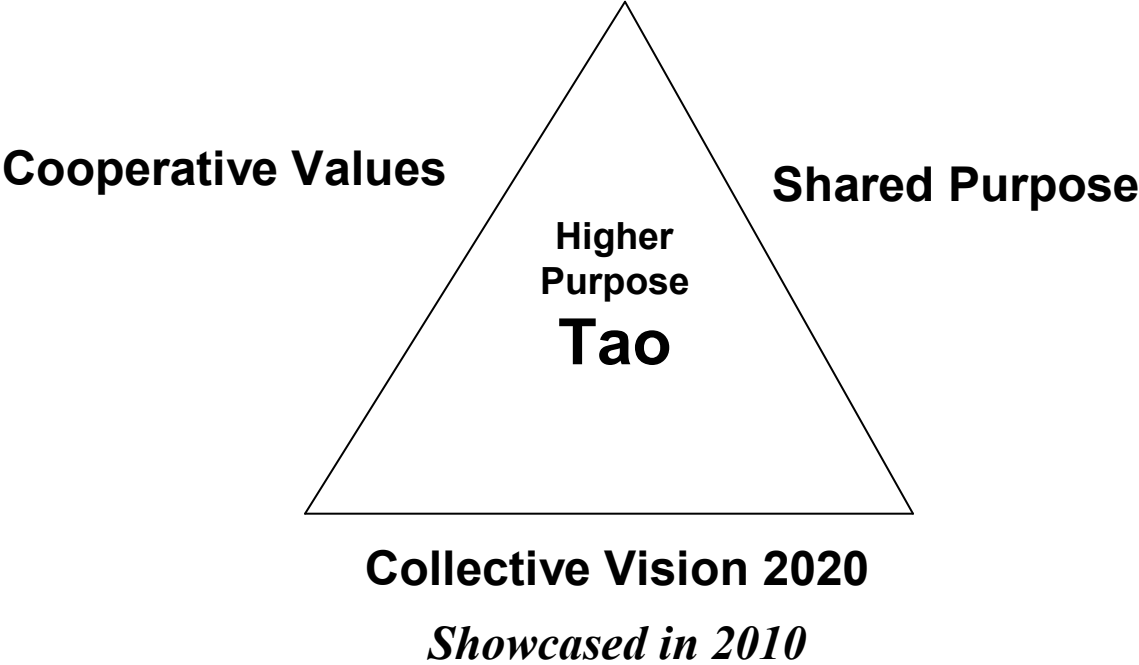 Cooperative Values
Shared Purpose
Higher
Purpose
Tao
Collective Vision 2020
Showcased in 2010